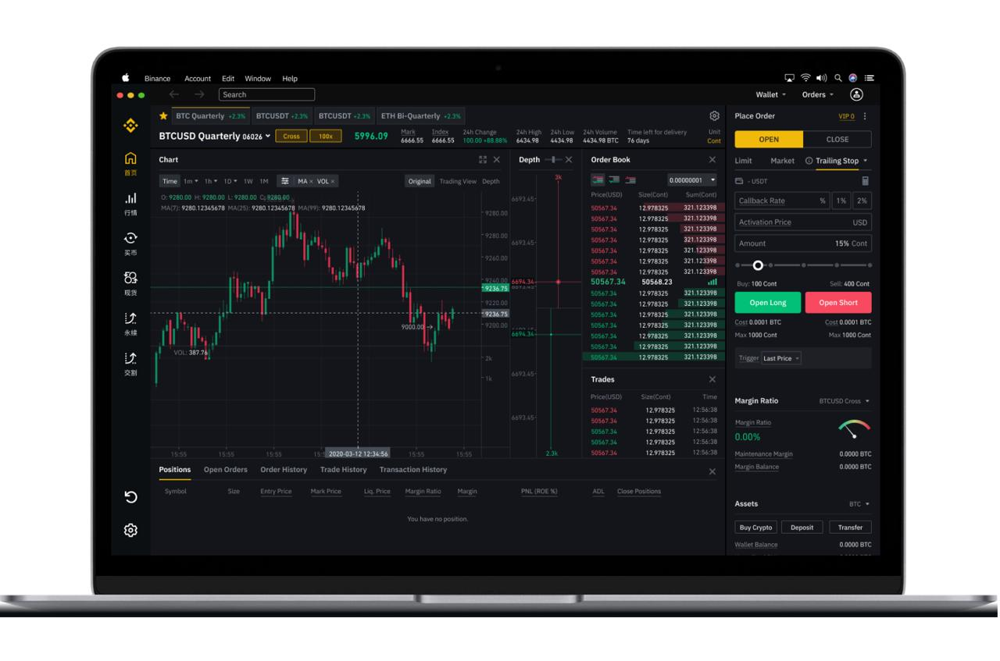 Binance Account Edit Window Help
Search
Wallet Orders
BTC Quarterly +2.3% BTCUSDT +2.3% BTCUSDT +2.3% ETH Bi-Quarterly +2.3%
BTCUSD Quarterly 06026 Cross 100x 5996.09
Mark Index 24h Change 24h High 24h Low 24h Volume Time left for delivery Unit
6666.55 6666.55 100.00 +88.88% 6434.98 4434.98 4434.98 BTC 76 days Cont
首页
行情
买币
现货
永续
交割
Chart
Time 1m 1h 1D 1W 1M MA × VOL × Original Trading View Depth
O: 9280.00 H: 9280.00 L: 9280.00 C: 9280.00
MA(7): 9280.12345678 MA(25): 9280.12345678 MA(99): 9280.12345678
9280.00
9280.00
9260.00
9240.00
9236.75
9220.00
9236.75
9200.00
9000.00 →
VOL: 387.76
2k
1k
15:55 15:55 15:55 2020-03-12 12:34:56 15:55 15:55
Depth
3k
6693.45
6693.45
6694.34
6694.34
6693.45
6693.45
2.3k
Order Book
0.00000001
Price(USD) Size(Cont) Sum(Cont)
50567.34 12.978325 321.123398
50567.34 12.978325 321.123398
50567.34 12.978325 321.123398
50567.34 12.978325 321.123398
50567.34 12.978325 321.123398
50567.34 12.978325 321.123398
50567.34 12.978325 321.123398
50567.34 50568.23
50567.34 12.978325 321.123398
50567.34 12.978325 321.123398
50567.34 12.978325 321.123398
50567.34 12.978325 321.123398
50567.34 12.978325 321.123398
50567.34 12.978325 321.123398
50567.34 12.978325 321.123398
Trades
Price(USD) Size(Cont) Time
50567.34 12.978325 12:56:38
50567.34 12.978325 12:56:38
50567.34 12.978325 12:56:38
50567.34 12.978325 12:56:38
50567.34 12.978325 12:56:38
Positions Open Orders Order History Trade History Transaction History
Symbol Size Entry Price Mark Price Liq. Price Margin Ratio Margin PNL (ROE %) ADL Close Positions
You have no position.
Place Order VIP 0
OPEN CLOSE
Limit Market Trailing Stop
- USDT
Callback Rate % 1% 2%
Activation Price USD
Amount 15% Cont
Buy: 100 Cont Sell: 400 Cont
Open Long Open Short
Cost 0.0001 BTC Cost 0.0001 BTC
Max 1000 Cont Max 1000 Cont
Trigger Last Price
Margin Ratio BTCUSD Cross
Margin Ratio
0.00%
Maintenance Margin 0.0000 BTC
Margin Balance 0.0000 BTC
Assets BTC
Buy Crypto Deposit Transfer
Wallet Balance 0.0000 BTC